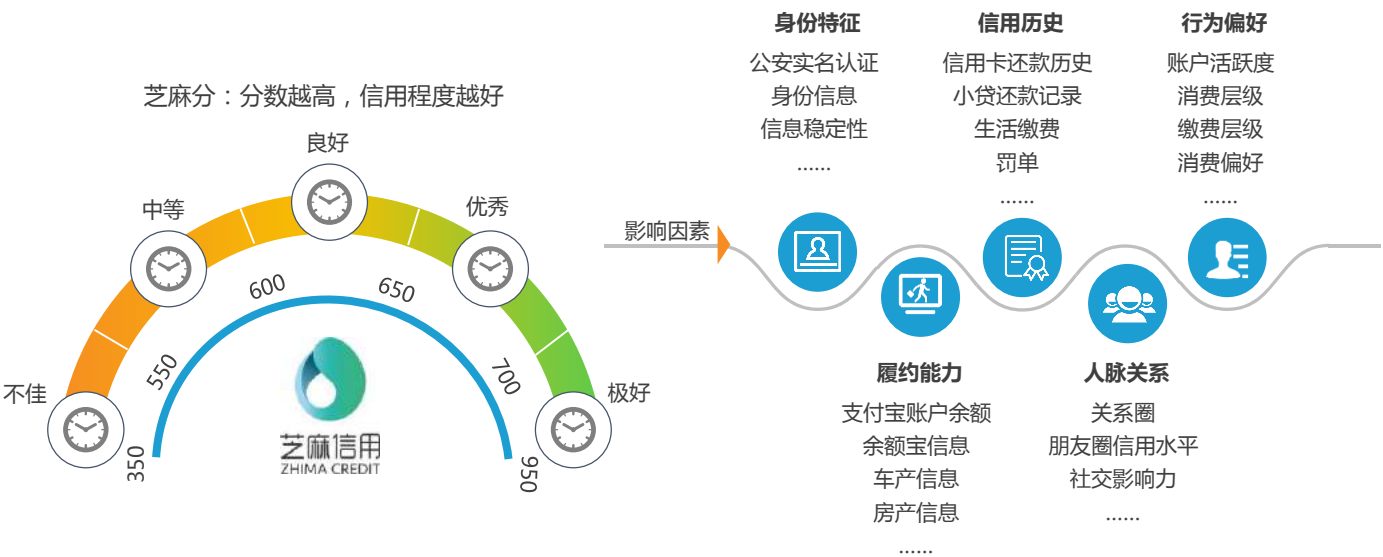 芝麻分：分数越高，信用程度越好
不佳
中等
良好
优秀
极好
350
550
600
650
700
950
芝麻信用
ZHIMA CREDIT
影响因素
身份特征
公安实名认证
身份信息
信息稳定性
......
履约能力
支付宝账户余额
余额宝信息
车产信息
房产信息
......
信用历史
信用卡还款历史
小贷还款记录
生活缴费
罚单
......
人脉关系
关系圈
朋友圈信用水平
社交影响力
......
行为偏好
账户活跃度
消费层级
缴费层级
消费偏好
......